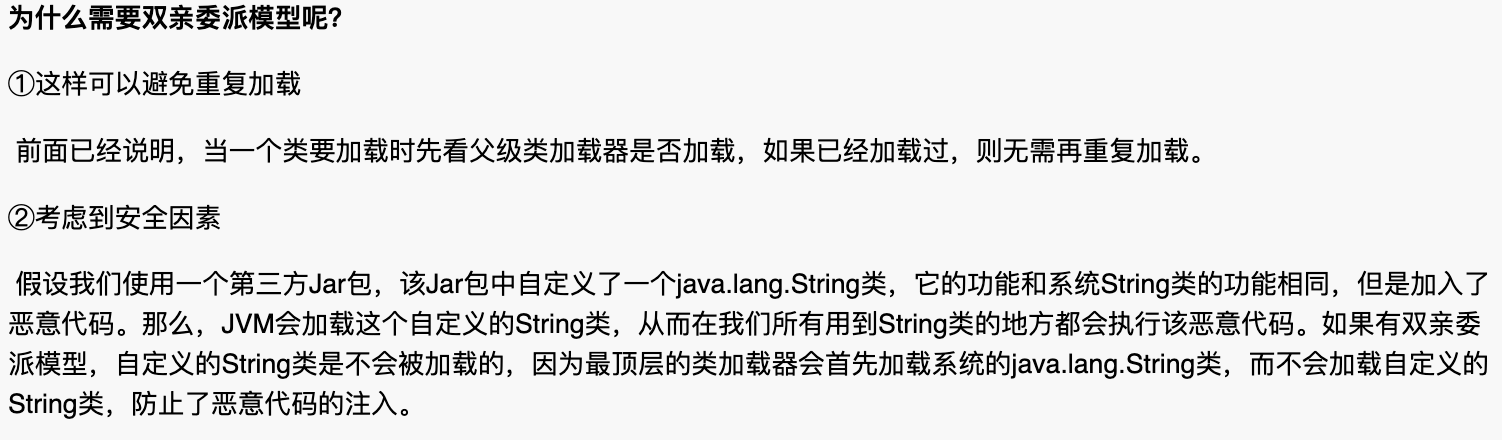 为什么需要双亲委派模型呢?
①这样可以避免重复加载
前面已经说明，当一个类要加载时先看父级类加载器是否加载，如果已经加载过，则无需再重复加载。
②考虑到安全因素
假设我们使用一个第三方Jar包，该Jar包中自定义了一个java.lang.String类，它的功能和系统String类的功能相同，但是加入了
恶意代码。那么，JVM会加载这个自定义的String类，从而在我们所有用到String类的地方都会执行该恶意代码。如果有双亲委
派模型，自定义的String类是不会被加载的，因为最顶层的类加载器会首先加载系统的java.lang.String类，而不会加载自定义的
String类，防止了恶意代码的注入。